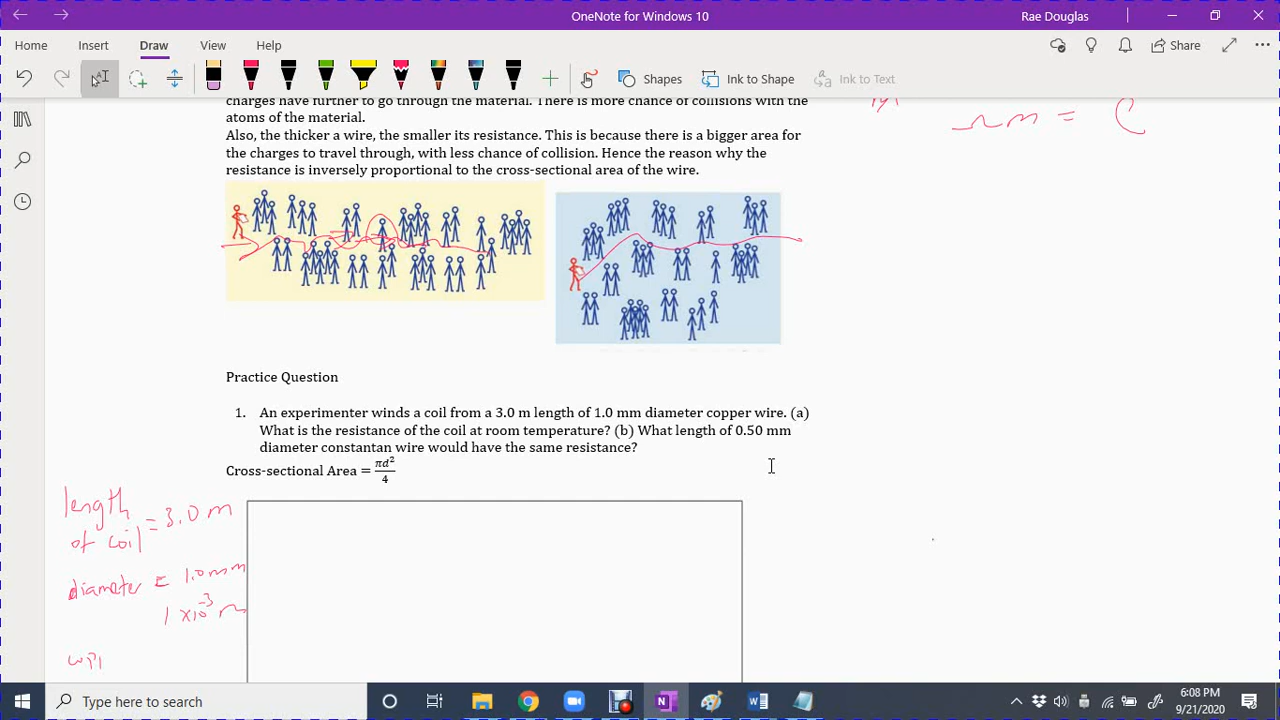 OneNote for Windows 10
Rae Douglas
Home Insert Draw View Help
Share
Shapes
Ink to Shape
Ink to Text
charges have further to go through the material. There is more chance of collisions with the
atoms of the material.
Also, the thicker a wire, the smaller its resistance. This is because there is a bigger area for
the charges to travel through, with less chance of collision. Hence the reason why the
resistance is inversely proportional to the cross-sectional area of the wire.
Practice Question
1. An experimenter winds a coil from a 3.0 m length of 1.0 mm diameter copper wire. (a)
What is the resistance of the coil at room temperature? (b) What length of 0.50 mm
diameter constantan wire would have the same resistance?
Cross-sectional Area = πd²/4
length
of coil = 3.0 m
diameter = 1.0mm
1 x10⁻³ m
Type here to search
6:08 PM
9/21/2020